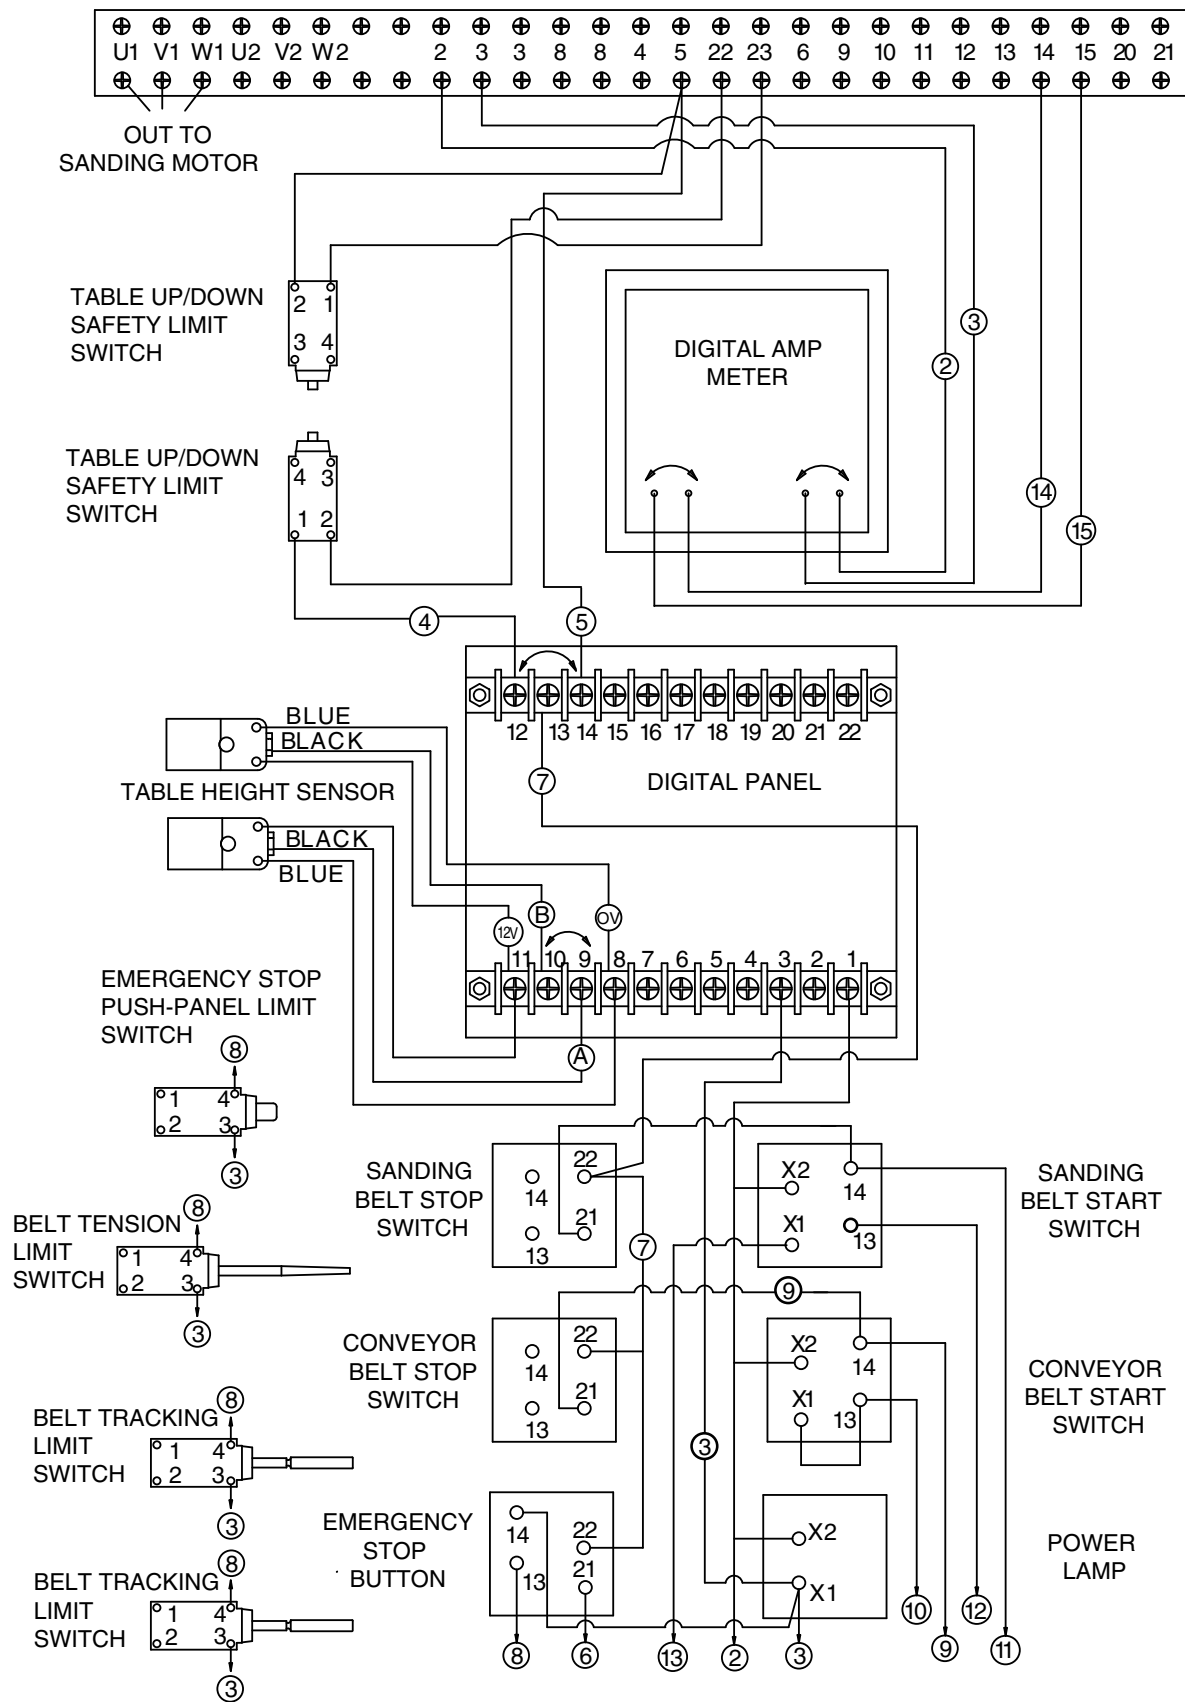 U1 V1 W1 U2 V2 W2 2 3 3 8 8 4 5 22 23 6 9 10 11 12 13 14 15 20 21
OUT TO
SANDING MOTOR
TABLE UP/DOWN
SAFETY LIMIT
SWITCH
2 1
3 4
DIGITAL AMP
METER
3
2
TABLE UP/DOWN
SAFETY LIMIT
SWITCH
4 3
1 2
14
15
4
5
12 13 14 15 16 17 18 19 20 21 22
BLUE
BLACK
TABLE HEIGHT SENSOR
7
DIGITAL PANEL
BLACK
BLUE
12V
B
0V
11 10 9 8 7 6 5 4 3 2 1
A
EMERGENCY STOP
PUSH-PANEL LIMIT
SWITCH
8
1 4
2 3
3
SANDING
BELT STOP
SWITCH
22
14
21
13
X2
14
X1
13
SANDING
BELT START
SWITCH
BELT TENSION
LIMIT
SWITCH
8
1 4
2 3
3
7
9
CONVEYOR
BELT STOP
SWITCH
22
14
21
13
X2
14
X1
13
CONVEYOR
BELT START
SWITCH
BELT TRACKING
LIMIT
SWITCH
8
1 4
2 3
3
3
EMERGENCY
STOP
BUTTON
14
22
13
21
X2
X1
POWER
LAMP
BELT TRACKING
LIMIT
SWITCH
8
1 4
2 3
3
8 6 13 2 3 10 9 12 11